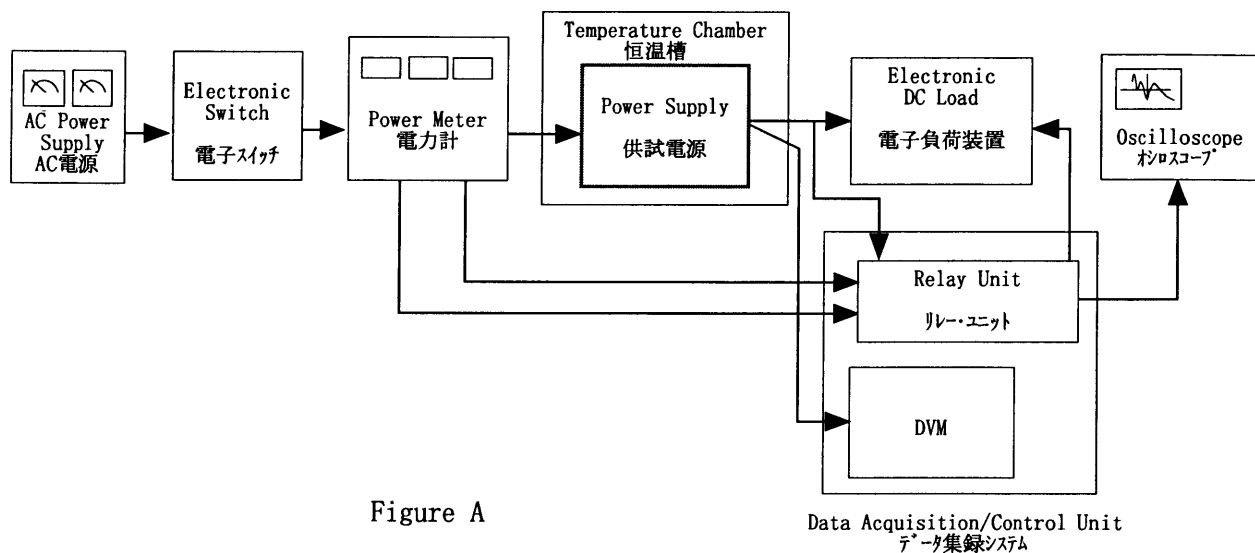 AC Power
Supply
AC電源
Electronic
Switch
電子スイッチ
Power Meter
電力計
Temperature Chamber
恒温槽
Power Supply
供試電源
Electronic
DC Load
電子負荷装置
Oscilloscope
オシロスコープ
Relay Unit
リレー・ユニット
DVM
Data Acquisition/Control Unit
データ集録システム
Figure A